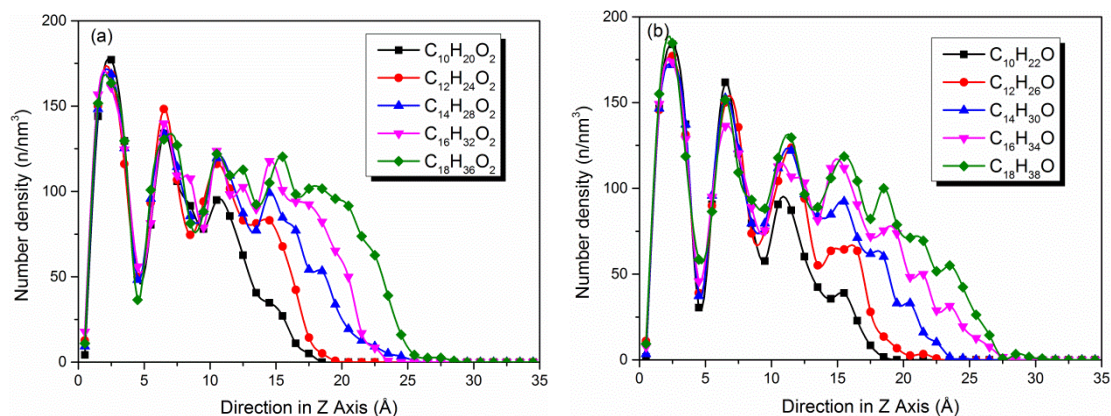 (a)
C₁₀H₂₀O₂
C₁₂H₂₄O₂
C₁₄H₂₈O₂
C₁₆H₃₂O₂
C₁₈H₃₆O₂
Number density (n/nm³)
200
150
100
50
0
0 5 10 15 20 25 30 35
Direction in Z Axis (Å)
(b)
C₁₀H₂₂O
C₁₂H₂₆O
C₁₄H₃₀O
C₁₆H₃₄O
C₁₈H₃₈O
Number density (n/nm³)
200
150
100
50
0
0 5 10 15 20 25 30 35
Direction in Z Axis (Å)